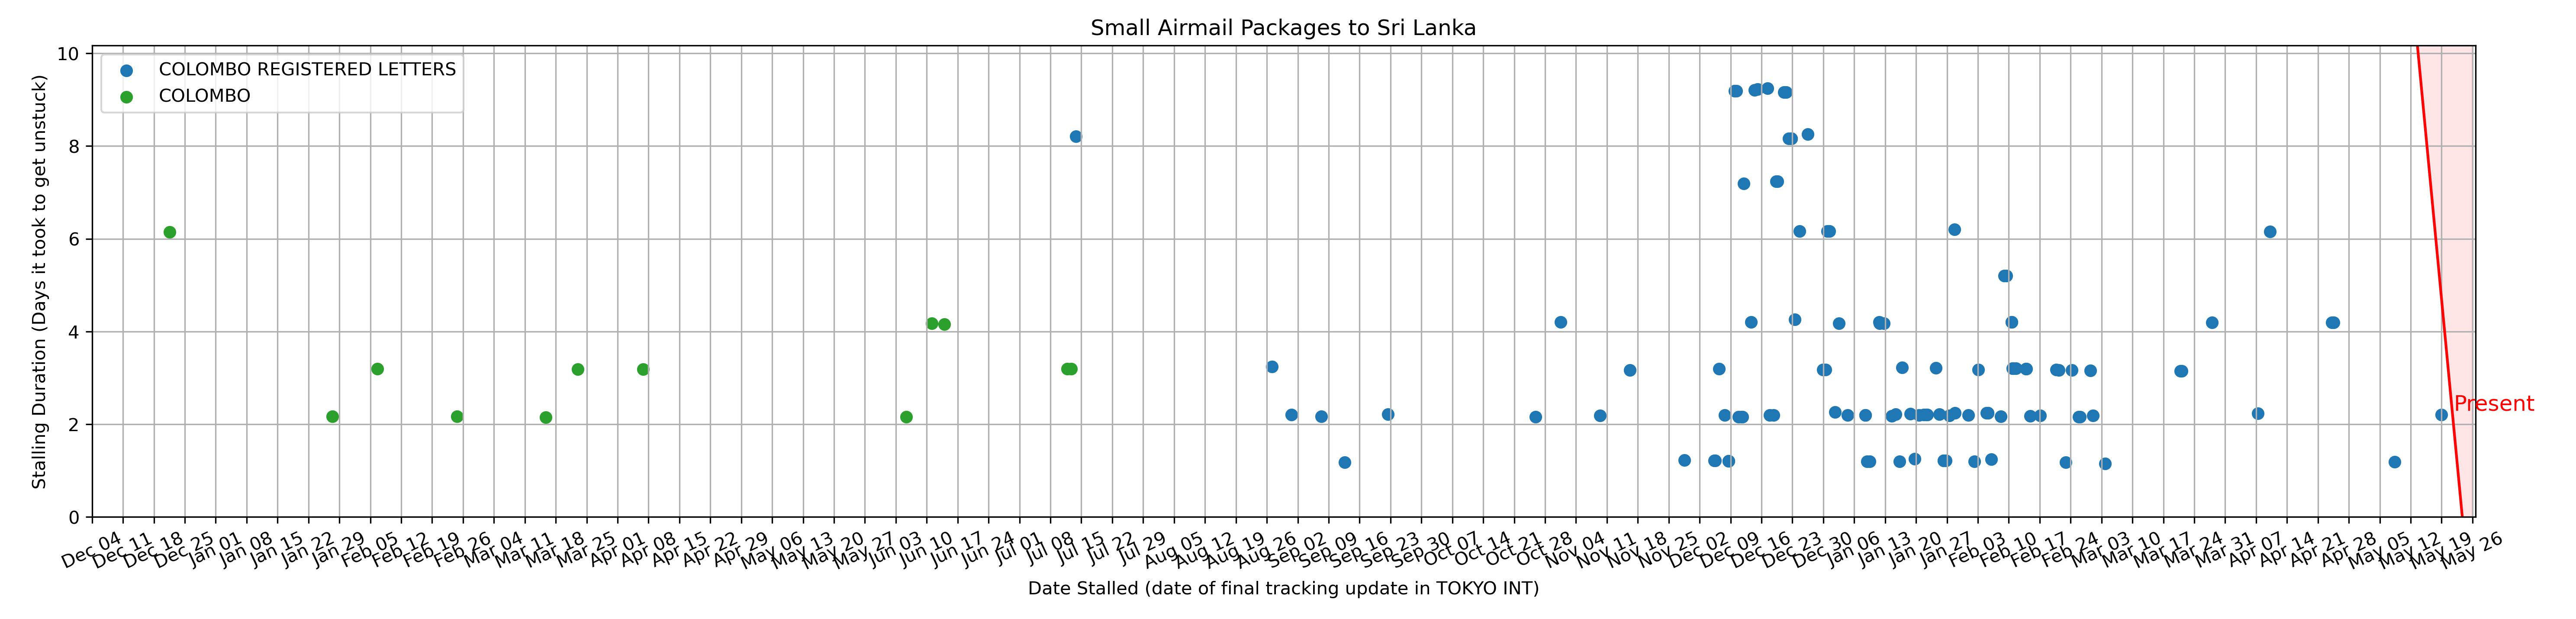 Small Airmail Packages to Sri Lanka
COLOMBO REGISTERED LETTERS
COLOMBO
Stalling Duration (Days it took to get unstuck)
10
8
6
4
2
0
Present
Dec 04 Dec 11 Dec 18 Dec 25 Jan 01 Jan 08 Jan 15 Jan 22 Jan 29 Feb 05 Feb 12 Feb 19 Feb 26 Mar 04 Mar 11 Mar 18 Mar 25 Apr 01 Apr 08 Apr 15 Apr 22 Apr 29 May 06 May 13 May 20 May 27 Jun 03 Jun 10 Jun 17 Jun 24 Jul 01 Jul 08 Jul 15 Jul 22 Jul 29 Aug 05 Aug 12 Aug 19 Aug 26 Sep 02 Sep 09 Sep 16 Sep 23 Sep 30 Oct 07 Oct 14 Oct 21 Oct 28 Nov 04 Nov 11 Nov 18 Nov 25 Dec 02 Dec 09 Dec 16 Dec 23 Dec 30 Jan 06 Jan 13 Jan 20 Jan 27 Feb 03 Feb 10 Feb 17 Feb 24 Mar 03 Mar 10 Mar 17 Mar 24 Mar 31 Apr 07 Apr 14 Apr 21 Apr 28 May 05 May 12 May 19 May 26
Date Stalled (date of final tracking update in TOKYO INT)